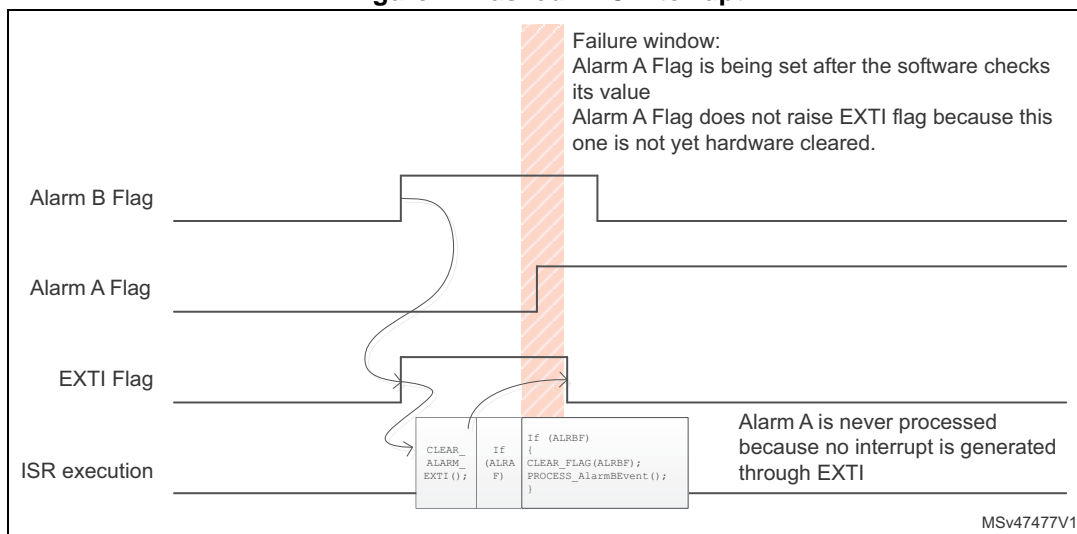 Failure window:
Alarm A Flag is being set after the software checks
its value
Alarm A Flag does not raise EXTI flag because this
one is not yet hardware cleared.
Alarm B Flag
Alarm A Flag
EXTI Flag
ISR execution
CLEAR_
ALARM_
EXTI();
If
(ALRA
F)
If (ALRBF)
{
CLEAR_FLAG(ALRBF);
PROCESS_AlarmBEvent();
}
Alarm A is never processed
because no interrupt is generated
through EXTI
MSv47477V1